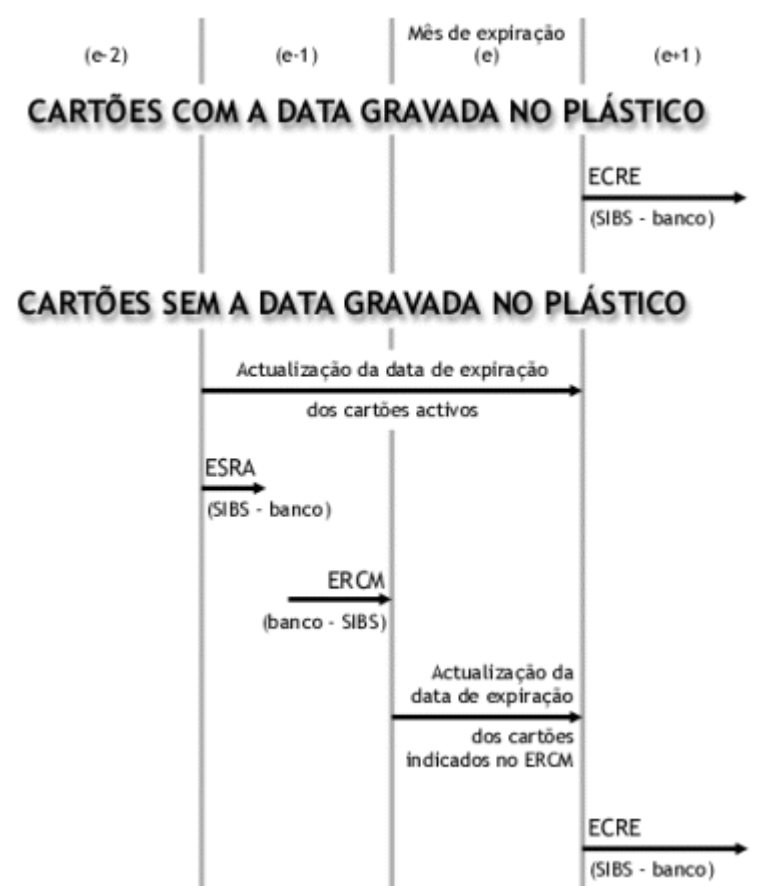 Mês de expiração
(e-2) (e-1) (e) (e+1)
CARTÕES COM A DATA GRAVADA NO PLÁSTICO
ECRE
(SIBS - banco)
CARTÕES SEM A DATA GRAVADA NO PLÁSTICO
Actualização da data de expiração
dos cartões activos
ESRA
(SIBS - banco)
ERCM
(banco - SIBS)
Actualização da
data de expiração
dos cartões
indicados no ERCM
ECRE
(SIBS - banco)